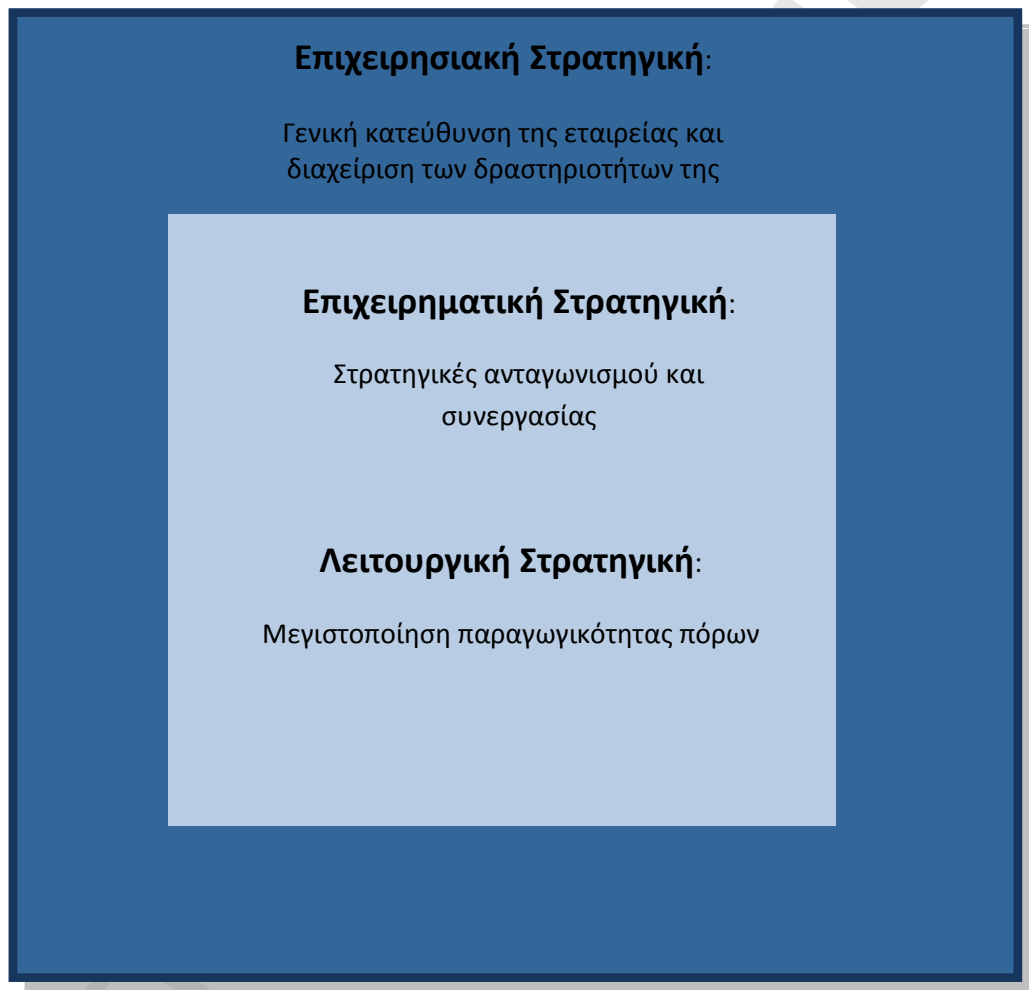 Επιχειρησιακή Στρατηγική:
Γενική κατεύθυνση της εταιρείας και
διαχείριση των δραστηριοτήτων της
Επιχειρηματική Στρατηγική:
Στρατηγικές ανταγωνισμού και
συνεργασίας
Λειτουργική Στρατηγική:
Μεγιστοποίηση παραγωγικότητας πόρων